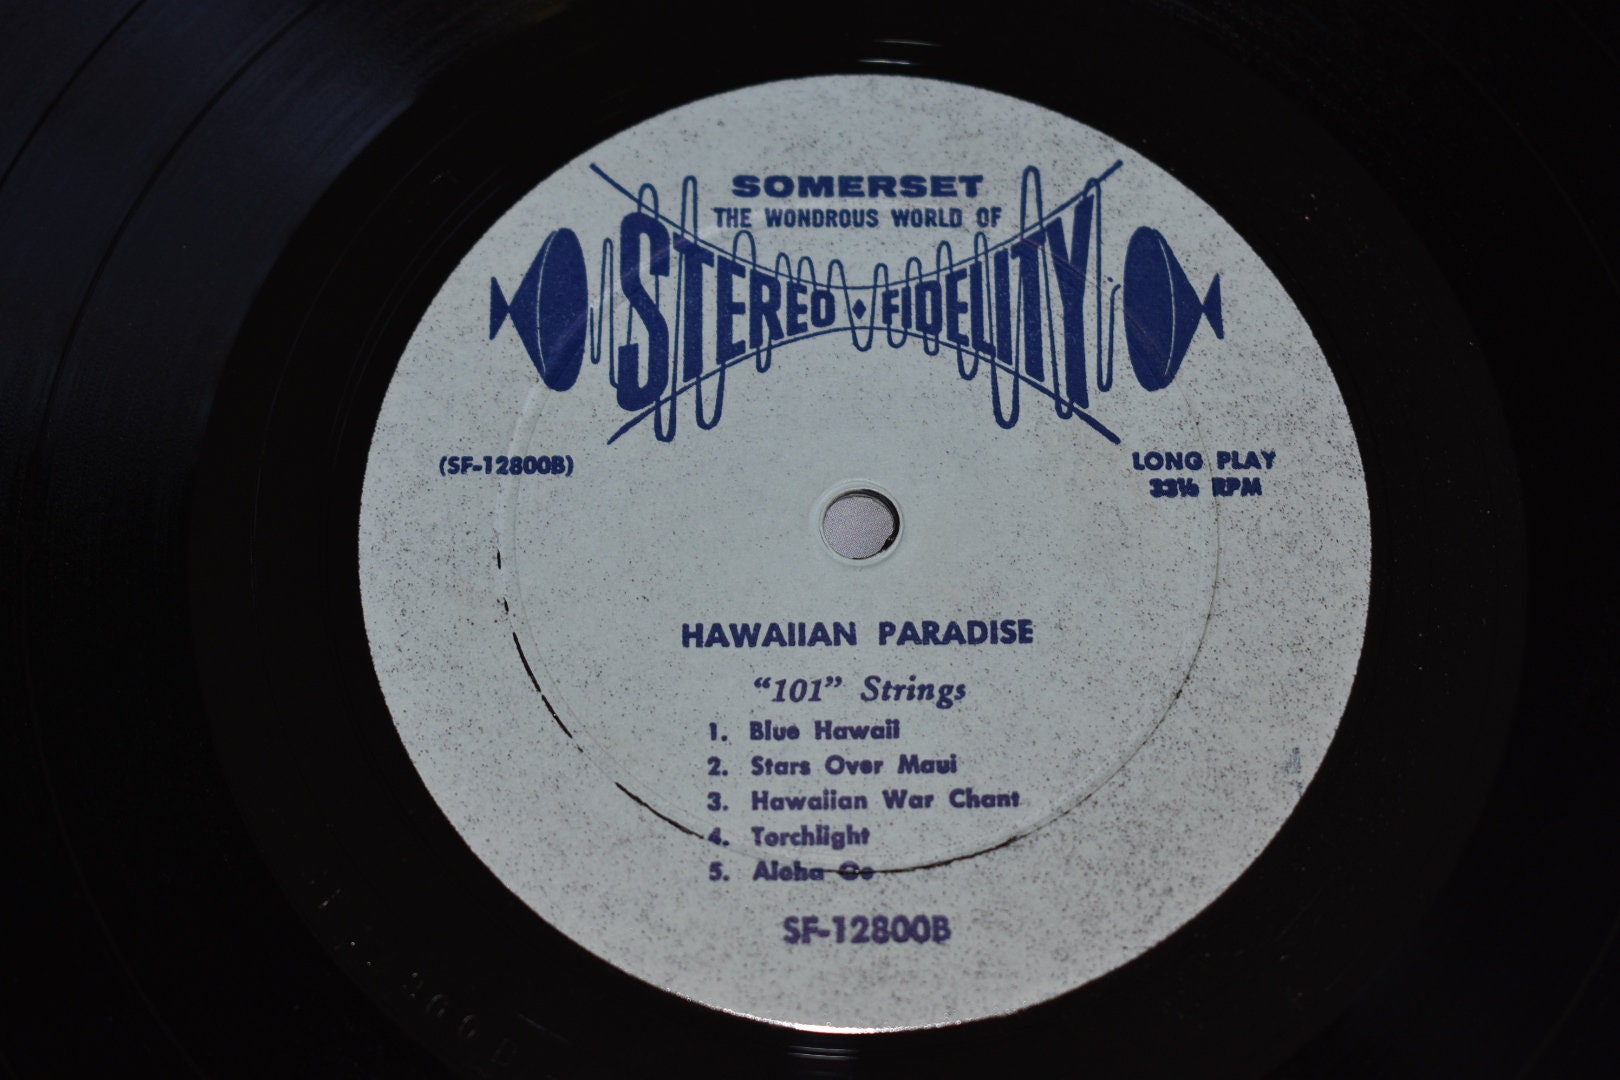 SOMERSET
THE WONDROUS WORLD OF
STEREO ♦ FIDELITY
(SF-12800B)
LONG PLAY
33⅓ RPM
HAWAIIAN PARADISE
"101" Strings
1. Blue Hawaii
2. Stars Over Maui
3. Hawaiian War Chant
4. Torchlight
5. Aloha Oe
SF-12800B